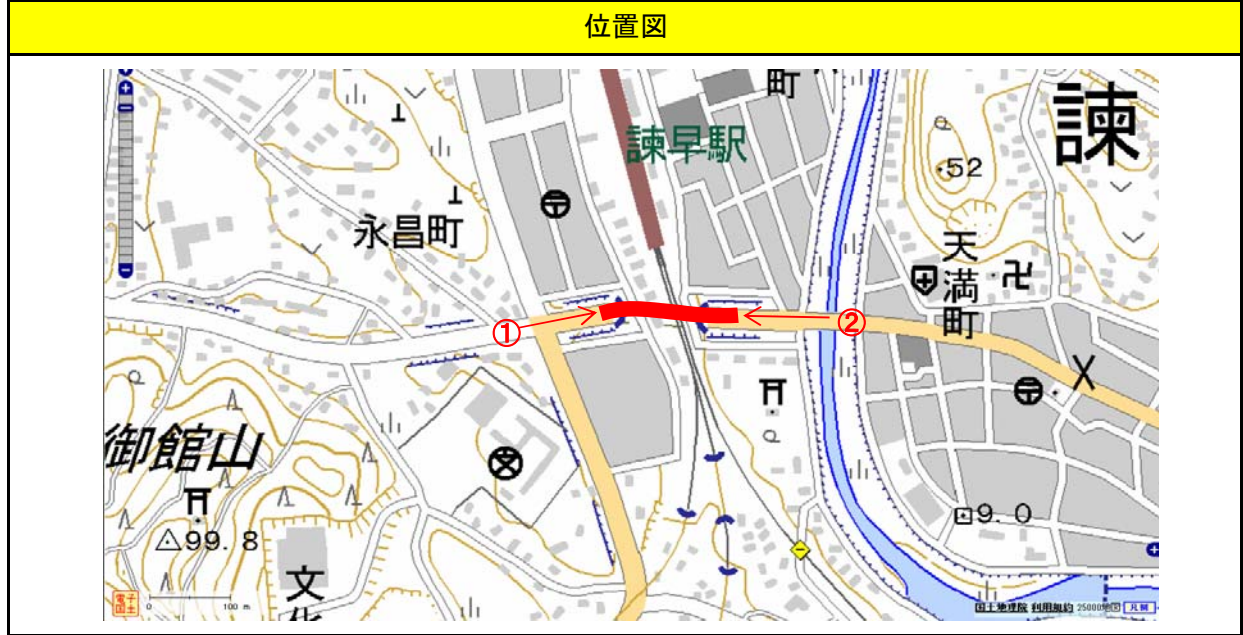 位置図
町
諫早駅
諫
52
永昌町
天満町
①
②
御館山
99.8
9.0
文
電子国土
0 100 m
国土地理院 利用規約 25000 凡例